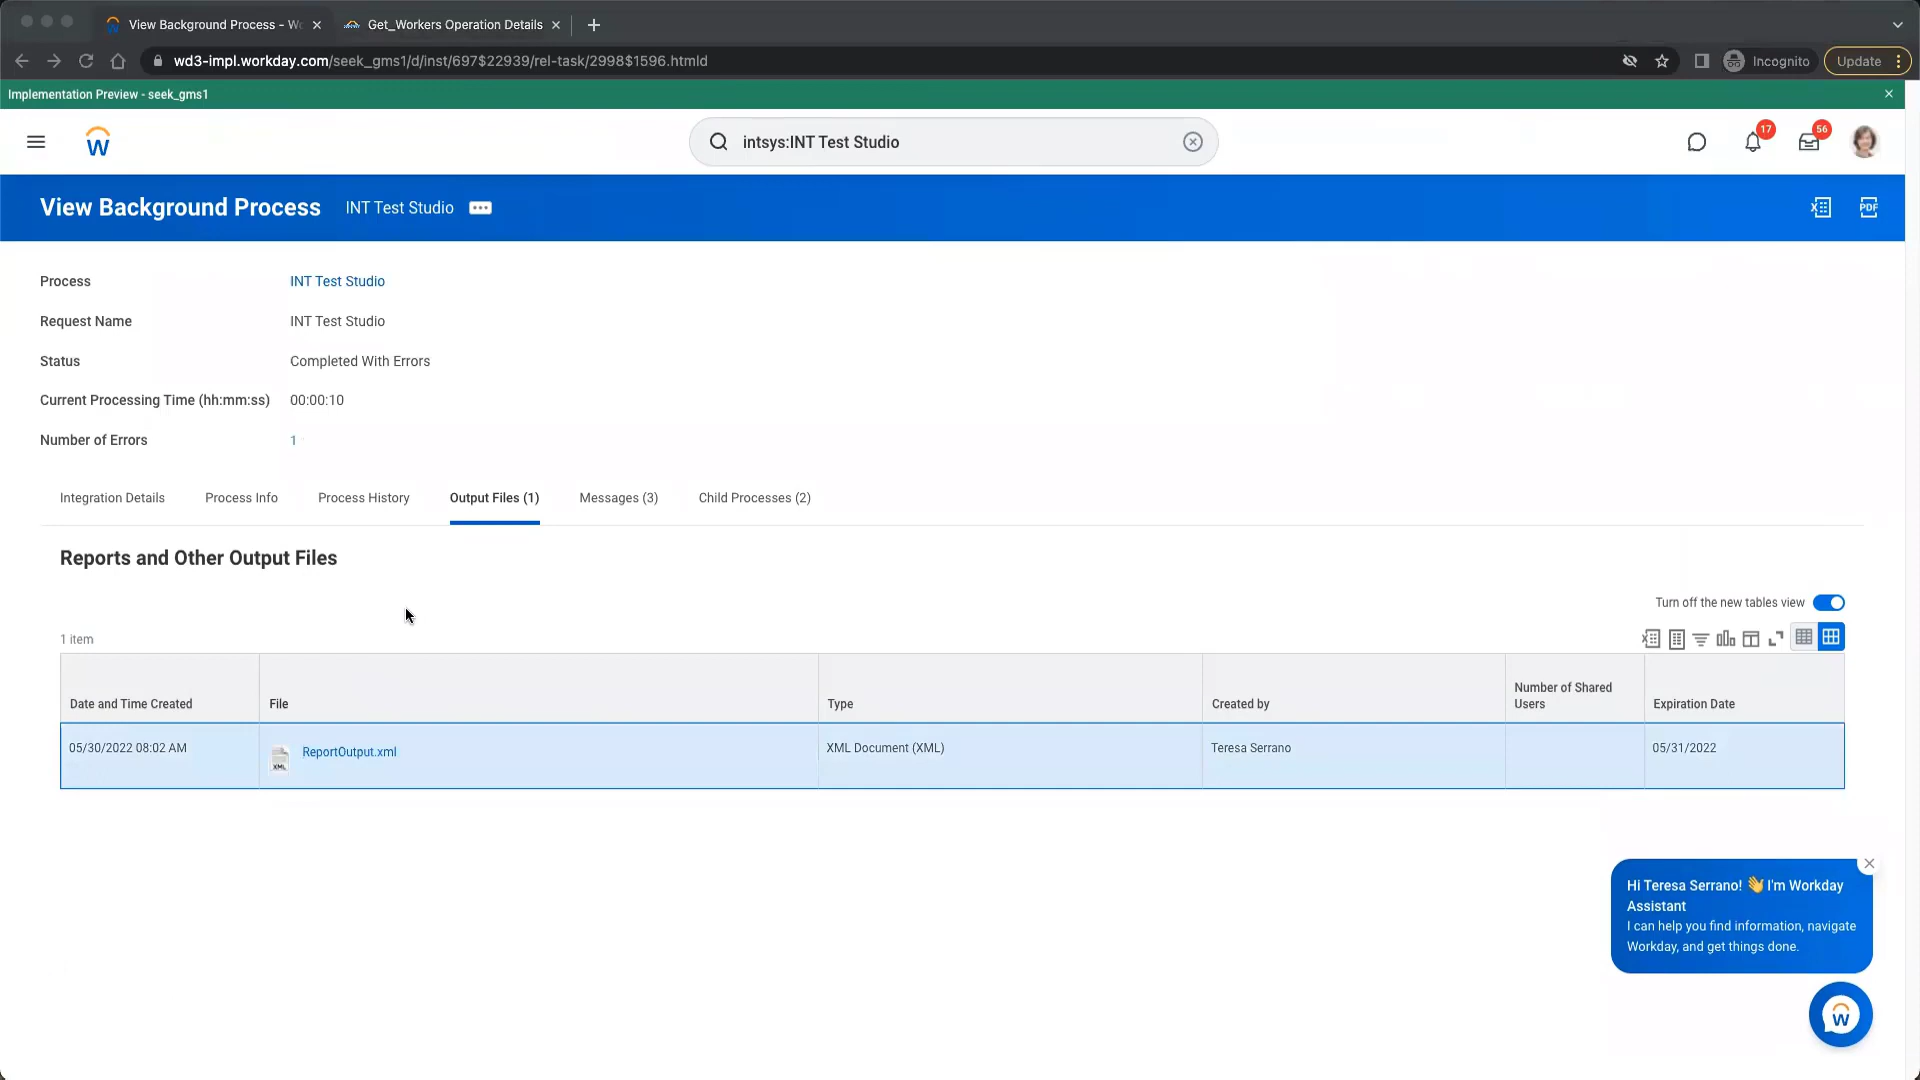 View Background Process - Wo
Get_Workers Operation Details
wd3-impl.workday.com/seek_gms1/d/inst/697$22939/rel-task/2998$1596.htmld
Incognito
Update
Implementation Preview - seek_gms1
intsys:INT Test Studio
17
56
View Background Process
INT Test Studio
PDF
Process
INT Test Studio
Request Name
INT Test Studio
Status
Completed With Errors
Current Processing Time (hh:mm:ss)
00:00:10
Number of Errors
1
Integration Details
Process Info
Process History
Output Files (1)
Messages (3)
Child Processes (2)
Reports and Other Output Files
Turn off the new tables view
1 item
Date and Time Created
File
Type
Created by
Number of Shared
Users
Expiration Date
05/30/2022 08:02 AM
XML
ReportOutput.xml
XML Document (XML)
Teresa Serrano
05/31/2022
Hi Teresa Serrano! 👋 I'm Workday
Assistant
I can help you find information, navigate
Workday, and get things done.